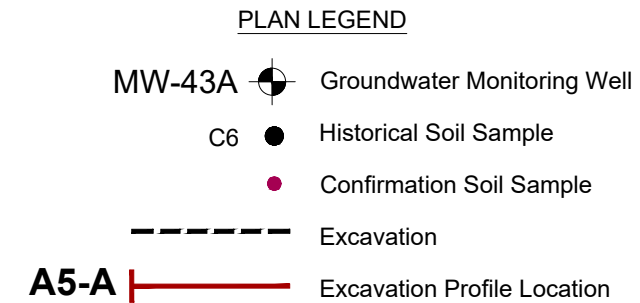 PLAN LEGEND
MW-43A Groundwater Monitoring Well
C6 Historical Soil Sample
Confirmation Soil Sample
Excavation
A5-A Excavation Profile Location